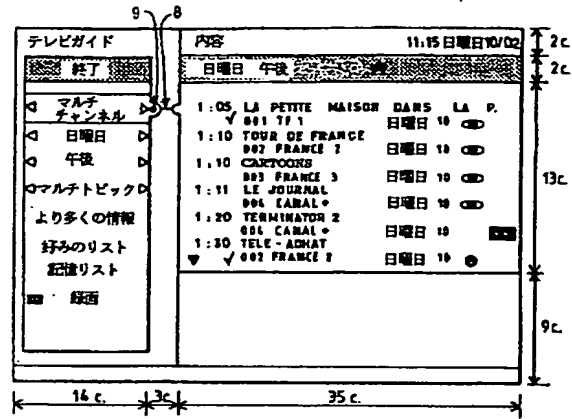 9 8
テレビガイド
内容
11:15 日曜日10/02
2c.
終了
日曜日 午後
2c.
マルチ
チャンネル
日曜日
午後
マルチトピック
より多くの情報
好みのリスト
記憶リスト
録画
1:05 LA PETITE MAISON DANS LA P.
✓ 001 TF 1 日曜日 10
1:10 TOUR DE FRANCE
002 FRANCE 2 日曜日 10
1:10 CARTOONS
003 FRANCE 3 日曜日 10
1:11 LE JOURNAL
004 CANAL+ 日曜日 10
1:20 TERMINATOR 2
004 CANAL+ 日曜日 10
1:30 TELE-ACHAT
▼ ✓ 002 FRANCE 2 日曜日 10
13c.
9c.
14 c. 3c. 35 c.